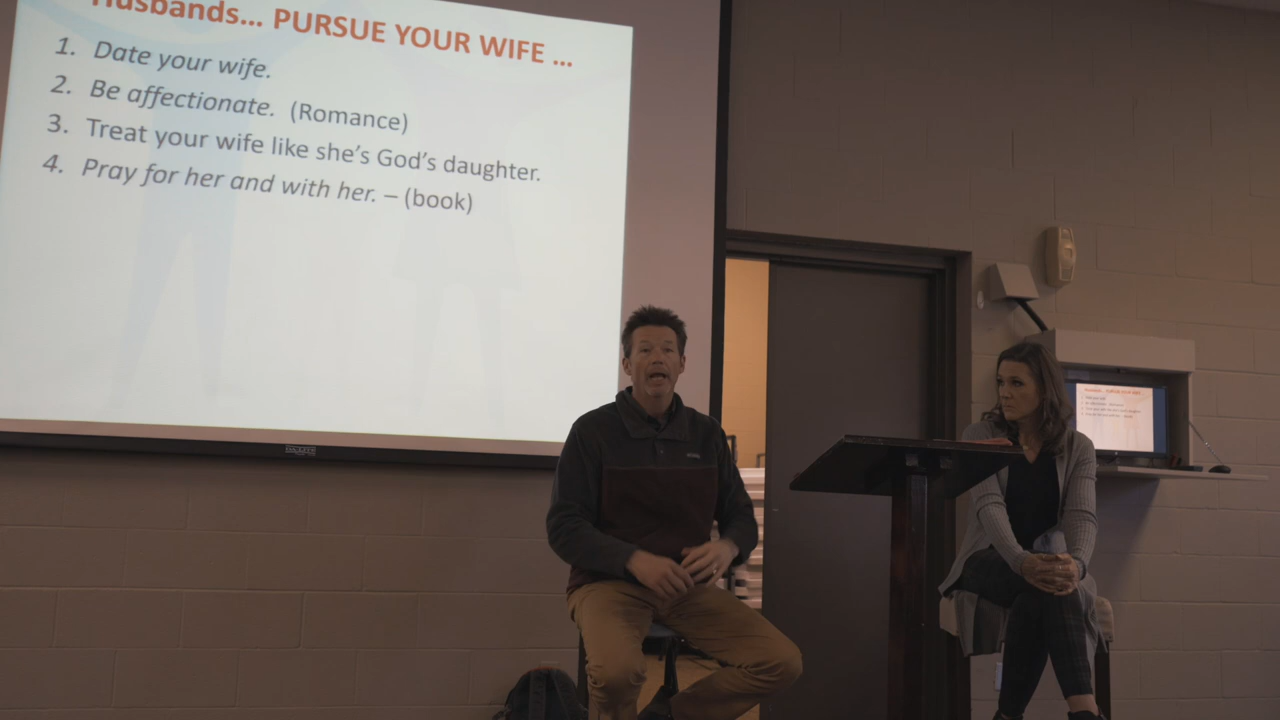 Husbands... PURSUE YOUR WIFE ...
1. Date your wife.
2. Be affectionate. (Romance)
3. Treat your wife like she's God's daughter.
4. Pray for her and with her. – (book)